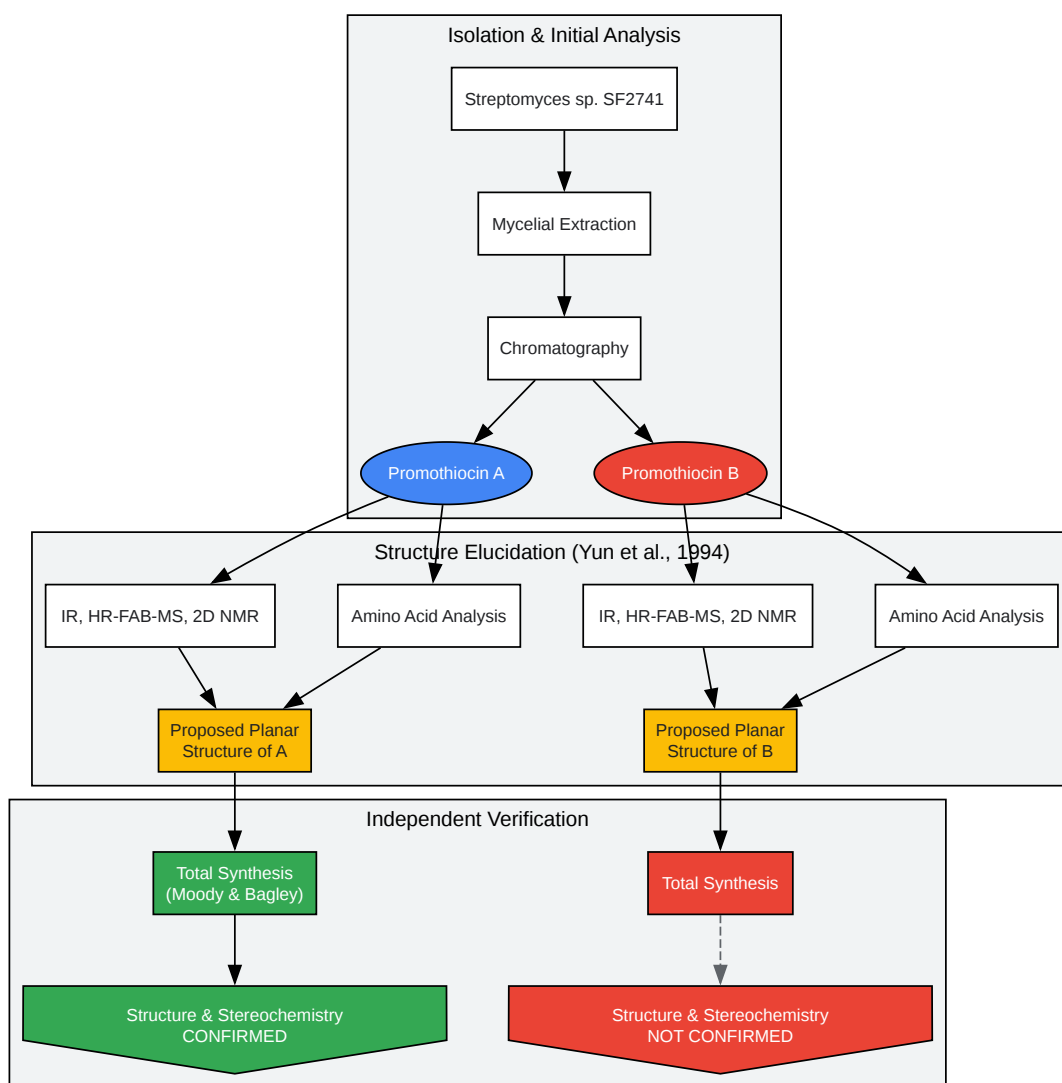 Isolation & Initial Analysis
Streptomyces sp. SF2741
Mycelial Extraction
Chromatography
Promothiocin A
Promothiocin B
Structure Elucidation (Yun et al., 1994)
IR, HR-FAB-MS, 2D NMR
Amino Acid Analysis
IR, HR-FAB-MS, 2D NMR
Amino Acid Analysis
Proposed Planar
Structure of A
Proposed Planar
Structure of B
Independent Verification
Total Synthesis
(Moody & Bagley)
Total Synthesis
Structure & Stereochemistry
CONFIRMED
Structure & Stereochemistry
NOT CONFIRMED